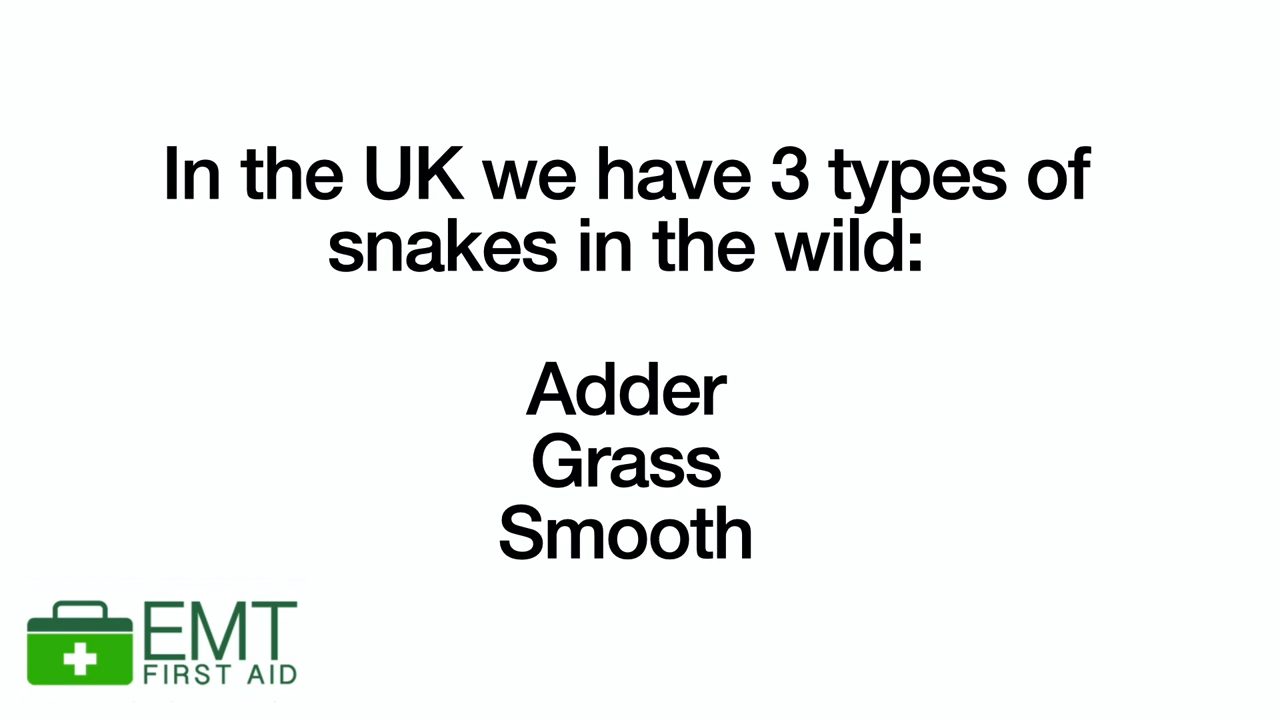 In the UK we have 3 types of
snakes in the wild:
Adder
Grass
Smooth
EMT
FIRST AID